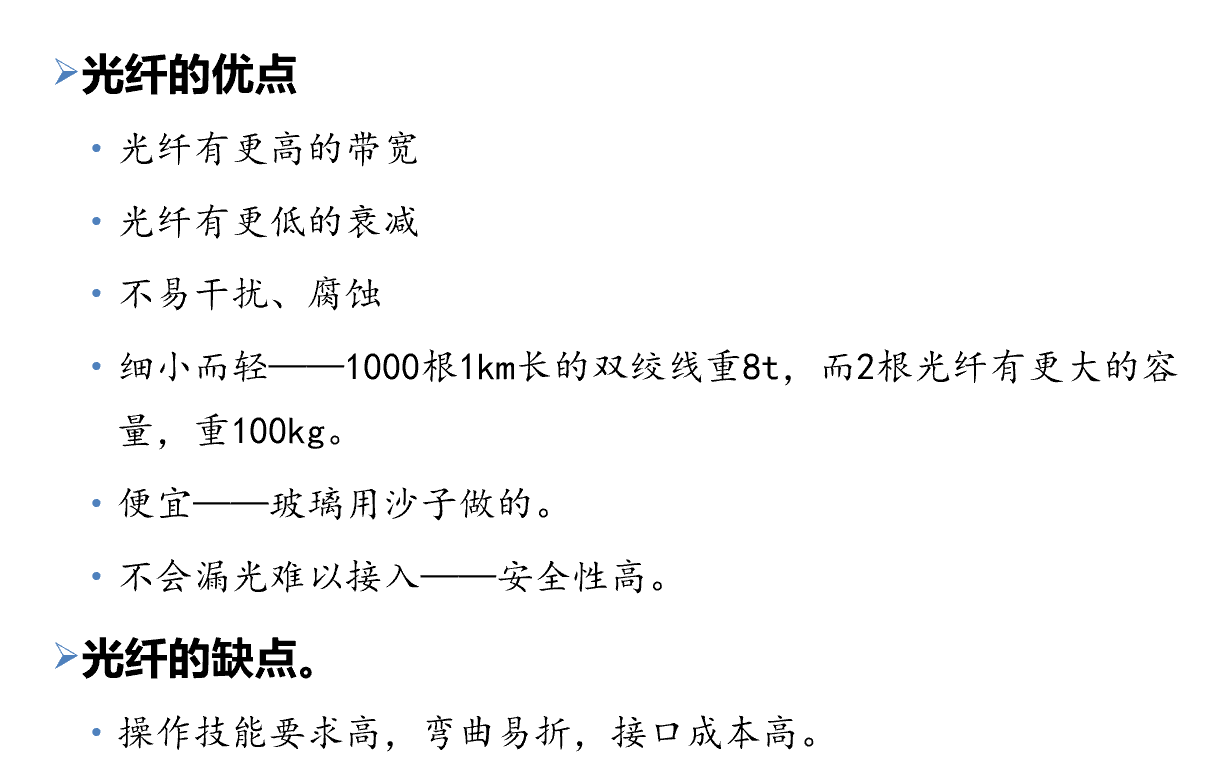 ➢光纤的优点
• 光纤有更高的带宽
• 光纤有更低的衰减
• 不易干扰、腐蚀
• 细小而轻——1000根1km长的双绞线重8t，而2根光纤有更大的容
量，重100kg。
• 便宜——玻璃用沙子做的。
• 不会漏光难以接入——安全性高。
➢光纤的缺点。
• 操作技能要求高，弯曲易折，接口成本高。